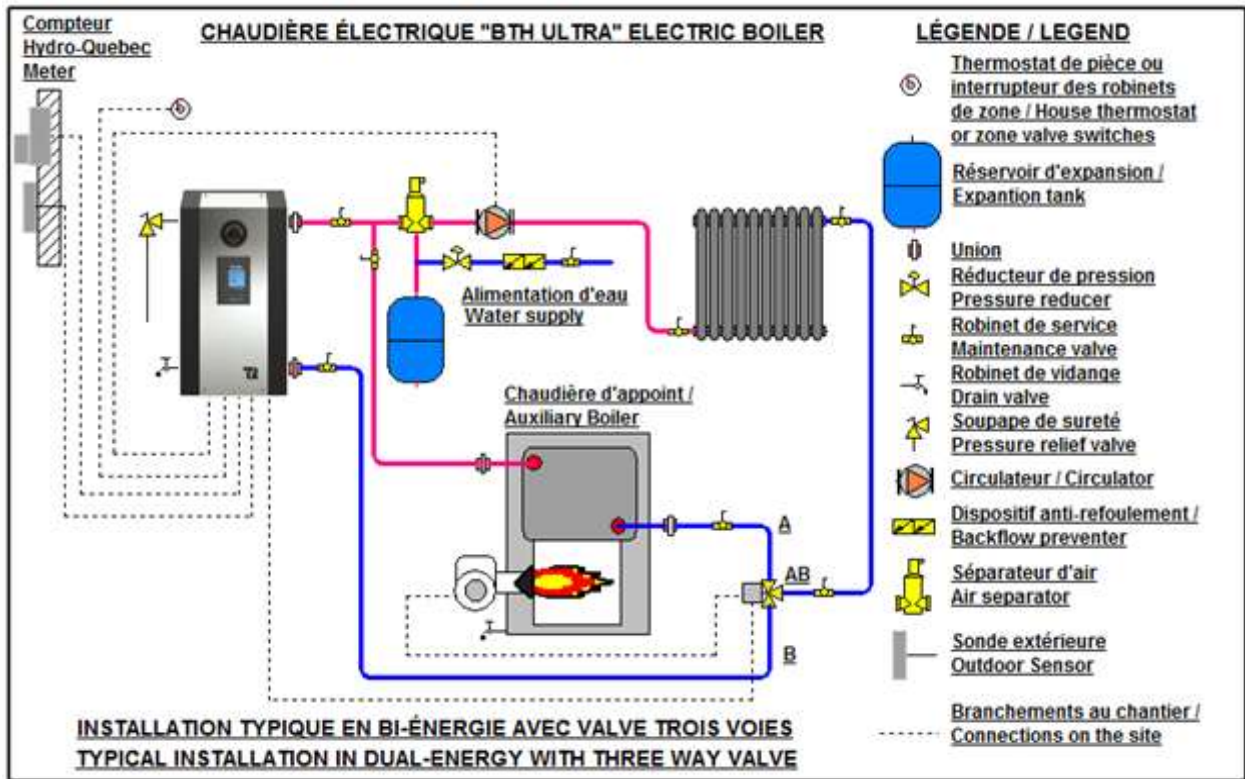 Compteur
Hydro-Quebec
Meter
CHAUDIÈRE ÉLECTRIQUE "BTH ULTRA" ELECTRIC BOILER
Alimentation d'eau
Water supply
Chaudière d'appoint /
Auxiliary Boiler
A
AB
B
INSTALLATION TYPIQUE EN BI-ÉNERGIE AVEC VALVE TROIS VOIES
TYPICAL INSTALLATION IN DUAL-ENERGY WITH THREE WAY VALVE
LÉGENDE / LEGEND
Thermostat de pièce ou
interrupteur des robinets
de zone / House thermostat
or zone valve switches
Réservoir d'expansion /
Expantion tank
Union
Réducteur de pression
Pressure reducer
Robinet de service
Maintenance valve
Robinet de vidange
Drain valve
Soupape de sureté
Pressure relief valve
Circulateur / Circulator
Dispositif anti-refoulement /
Backflow preventer
Séparateur d'air
Air separator
Sonde extérieure
Outdoor Sensor
Branchements au chantier /
Connections on the site